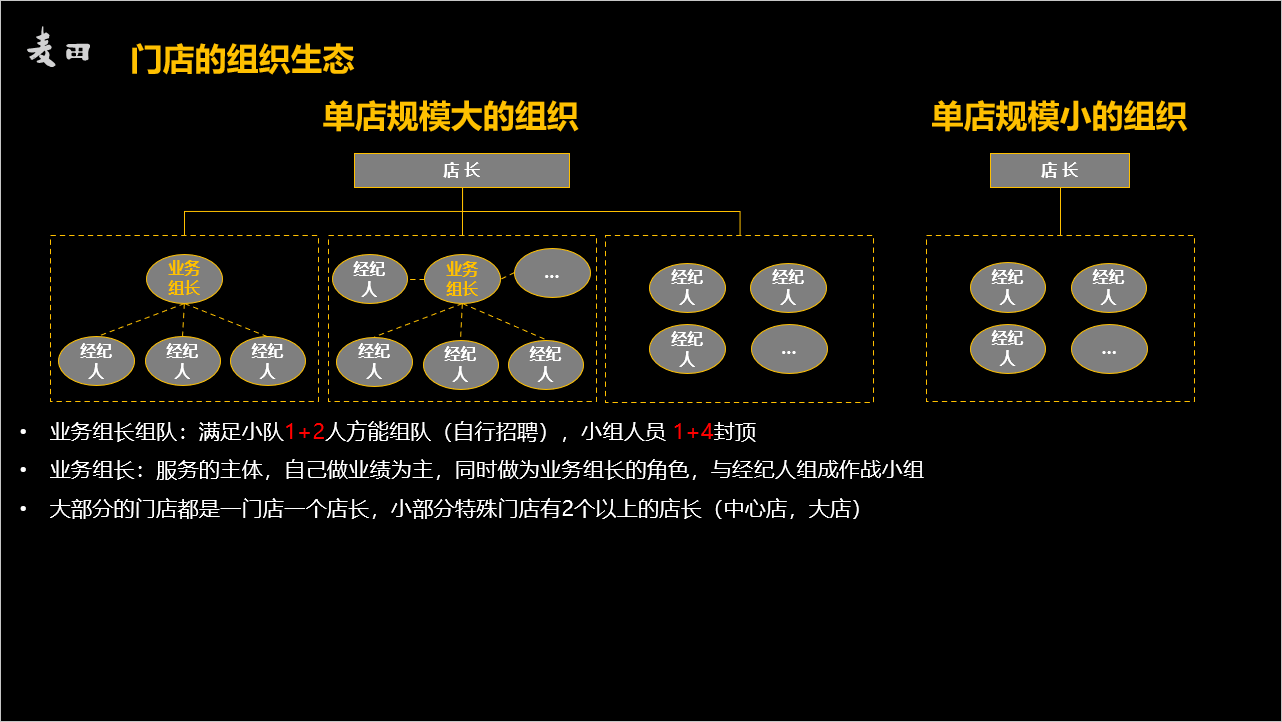 麦田
门店的组织生态
单店规模大的组织
单店规模小的组织
店 长
店 长
业务
组长
经纪
人
经纪
人
经纪
人
经纪
人
业务
组长
...
经纪
人
经纪
人
经纪
人
经纪
人
经纪
人
经纪
人
...
经纪
人
经纪
人
经纪
人
...
• 业务组长组队：满足小队1+2人方能组队（自行招聘），小组人员 1+4封顶
• 业务组长：服务的主体，自己做业绩为主，同时做为业务组长的角色，与经纪人组成作战小组
• 大部分的门店都是一门店一个店长，小部分特殊门店有2个以上的店长（中心店，大店）